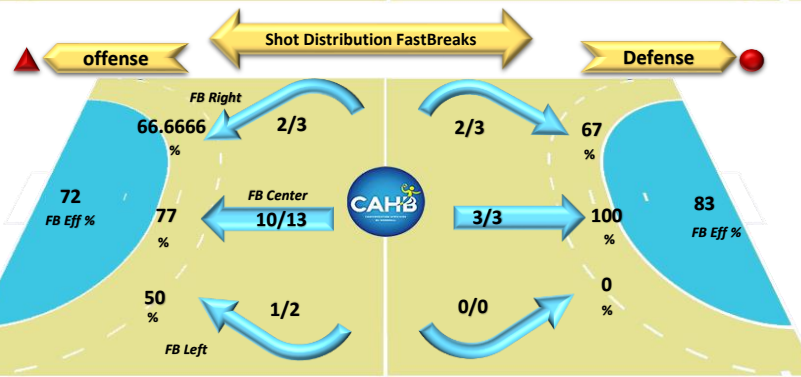 Shot Distribution FastBreaks
offense
Defense
FB Right
66.6666
%
2/3
2/3
67
%
72
FB Eff %
77
%
FB Center
10/13
CAHB
3/3
100
%
83
FB Eff %
50
%
1/2
FB Left
0/0
0
%